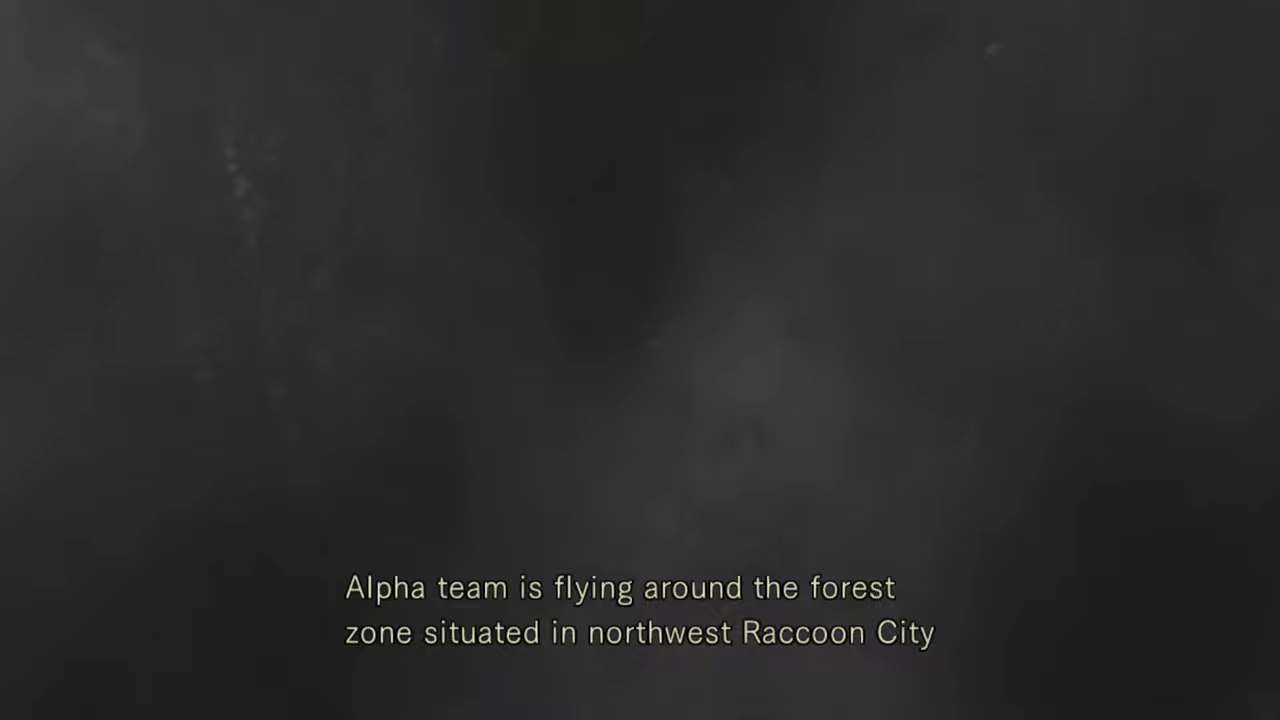 Alpha team is flying around the forest
zone situated in northwest Raccoon City